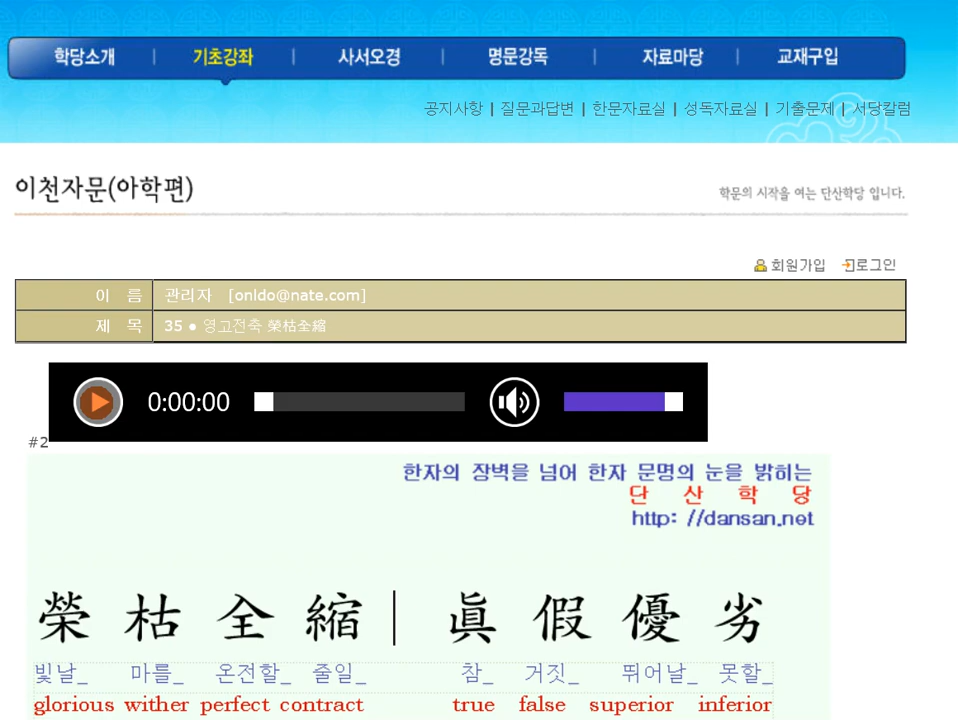 학당소개 | 기초강좌 | 사서오경 | 명문강독 | 자료마당 | 교재구입
공지사항 | 질문과답변 | 한문자료실 | 성독자료실 | 기출문제 | 서당칼럼
이천자문(아학편)
학문의 시작을 여는 단산학당 입니다.
회원가입 로그인
이 름 관리자 [onldo@nate.com]
제 목 35 ● 영고전축 榮枯全縮
0:00:00
#2
한자의 장벽을 넘어 한자 문명의 눈을 밝히는
단 산 학 당
http: //dansan.net
榮 枯 全 縮 | 眞 假 優 劣
빛날_ 마를_ 온전할_ 줄일_ 참_ 거짓_ 뛰어날_ 못할_
glorious wither perfect contract true false superior inferior